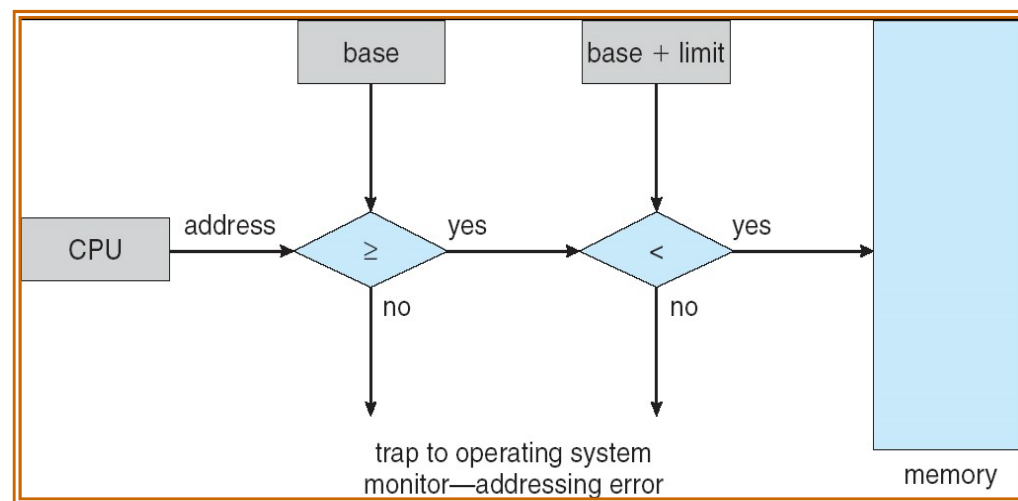 base
base + limit
CPU
address
≥
yes
<
yes
no
no
trap to operating system
monitor—addressing error
memory